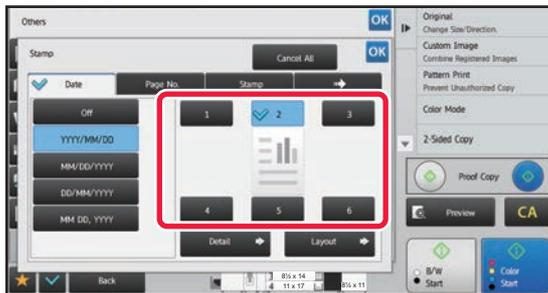 Others
OK
Stamp
Cancel All
OK
Date
Page No.
Stamp
Off
YYYY/MM/DD
MM/DD/YYYY
DD/MM/YYYY
MM DD, YYYY
1
2
3
4
5
6
Detail
Layout
Back
8½ x 14
4 11 x 17
8½ x 11
Original
Change Size/Direction.
Custom Image
Combine Registered Images
Pattern Print
Prevent Unauthorized Copy
Color Mode
2-Sided Copy
Proof Copy
Preview
CA
B/W
Start
Color
Start